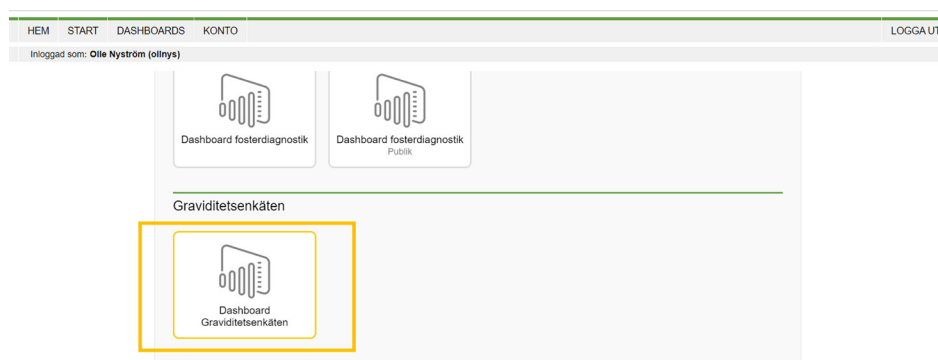 HEM START DASHBOARDS KONTO LOGGA UT
Inloggad som: Olle Nyström (ollnys)
Dashboard fosterdiagnostik
Dashboard fosterdiagnostik
Publik
Graviditetsenkäten
Dashboard
Graviditetsenkäten